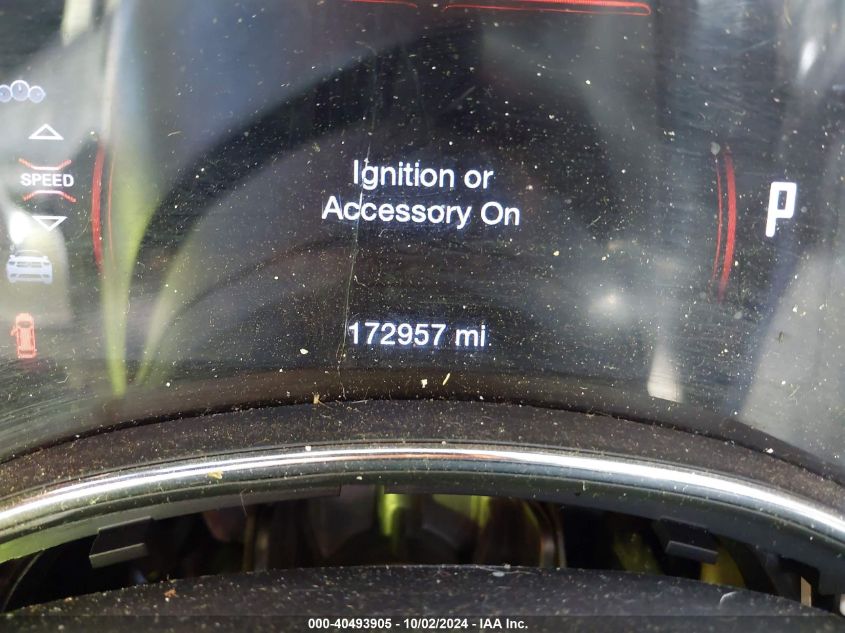 SPEED
Ignition or
Accessory On
P
172957 mi
000-40493905 - 10/02/2024 - IAA Inc.